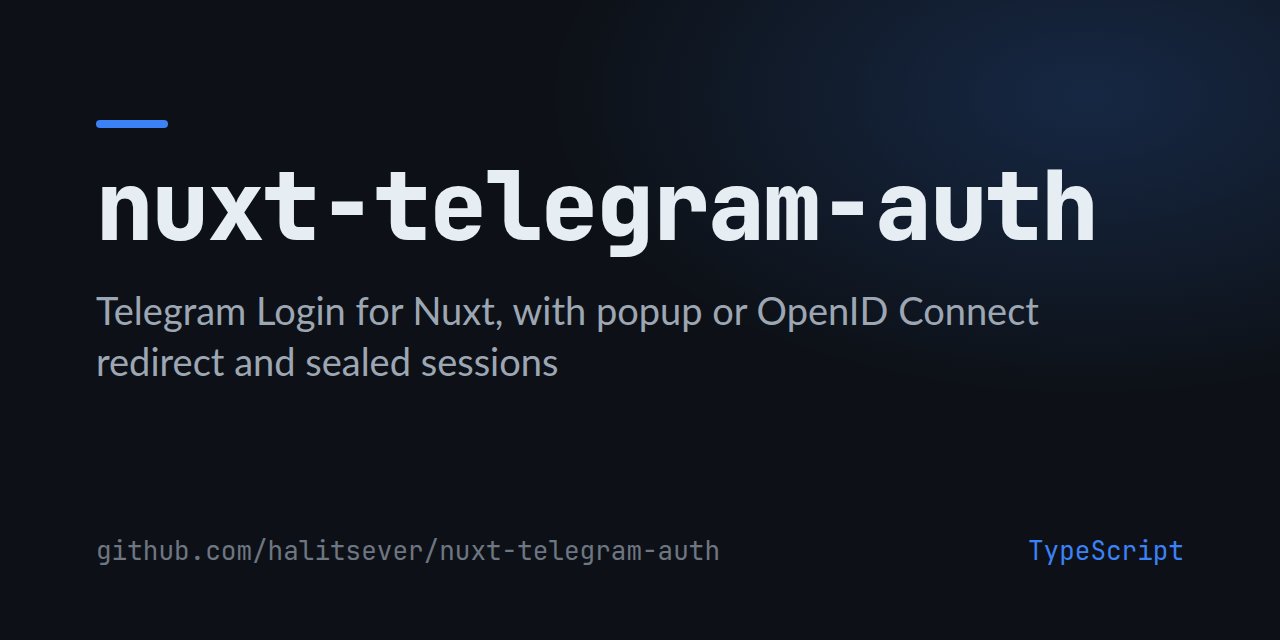 nuxt-telegram-auth
Telegram Login for Nuxt, with popup or OpenID Connect
redirect and sealed sessions
github.com/halitsever/nuxt-telegram-auth
TypeScript